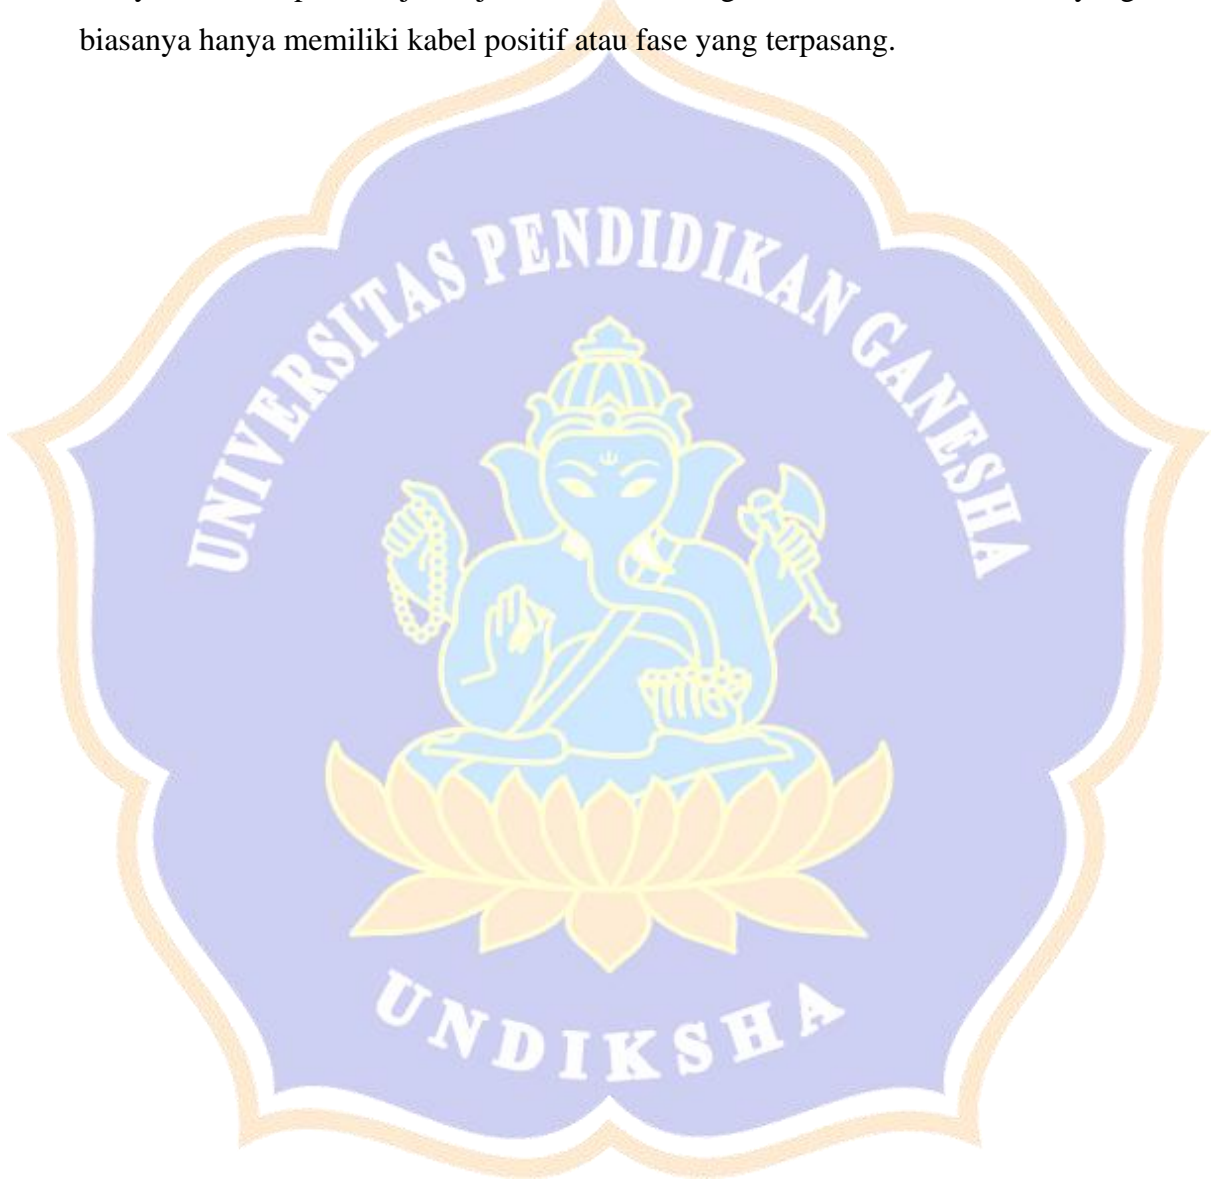 biasanya hanya memiliki kabel positif atau fase yang terpasang.
UNIVERSITAS PENDIDIKAN GANESHA
UNDIKSHA